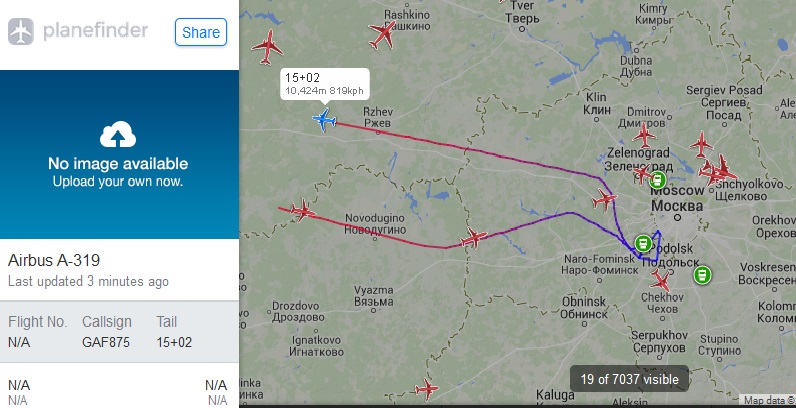 planefinder
Share
No image available
Upload your own now.
Airbus A-319
Last updated 3 minutes ago
Flight No. Callsign Tail
N/A GAF875 15+02
N/A N/A
N/A N/A
15+02
10,424m 819kph
Rashkino
Рашкино
Tver
Тверь
Kimry
Кимры
Dubna
Дубна
Rzhev
Ржев
Klin
Клин
Dmitrov
Дмитров
Sergiev Posad
Сергиев
Посад
Zelenograd
Зеленоград
Moscow
Москва
Shchyolkovo
Щёлково
Novodugino
Новодугино
Orekhovo
Орехово
Podolsk
Подольск
Naro-Fominsk
Наро-Фоминск
Voskresen
Воскресен
Vyazma
Вязьма
Drozdovo
Дроздово
Obninsk
Обнинск
Chekhov
Чехов
Kolomn
Коломн
Ignatkovo
Игнатково
Serpukhov
Серпухов
Stupino
Ступино
Aleksin
Kaluga
19 of 7037 visible
Map data ©